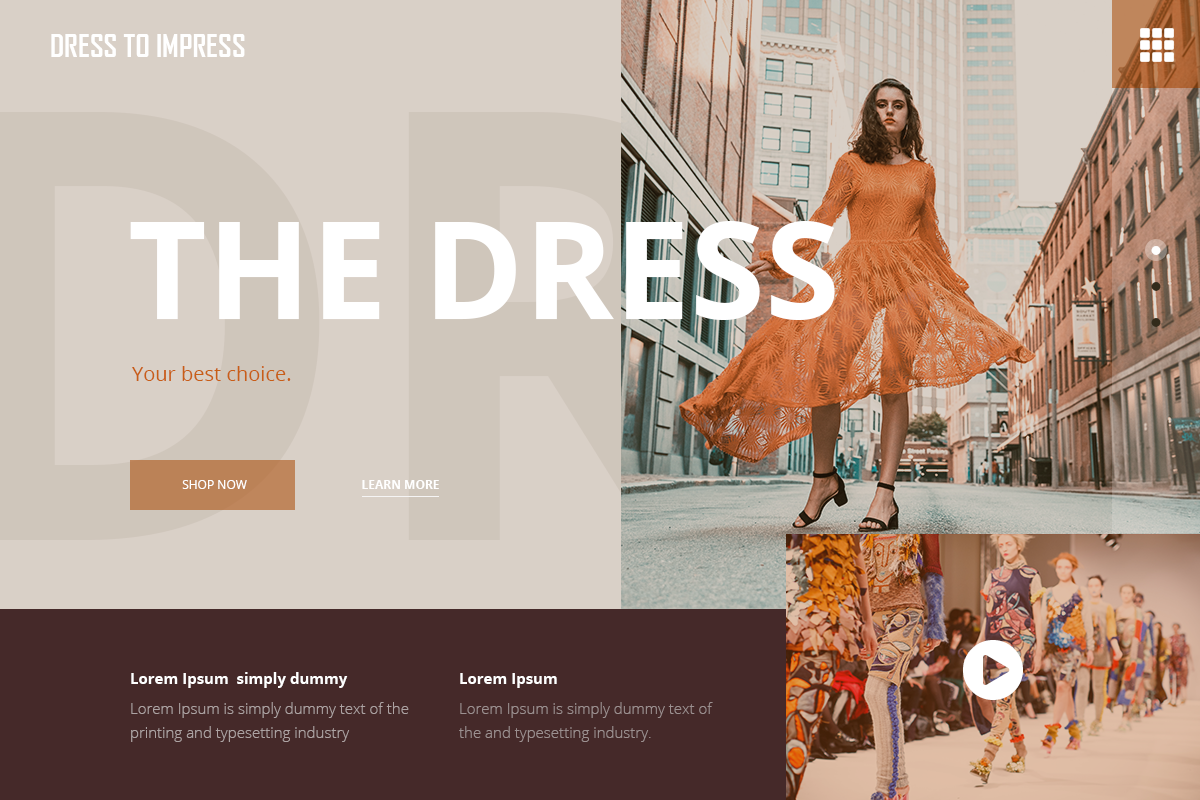 DRESS TO IMPRESS
DR
THE DRESS
Your best choice.
SHOP NOW
LEARN MORE
Lorem Ipsum  simply dummy
Lorem Ipsum is simply dummy text of the
printing and typesetting industry
Lorem Ipsum
Lorem Ipsum is simply dummy text of
the and typesetting industry.
Street Parking